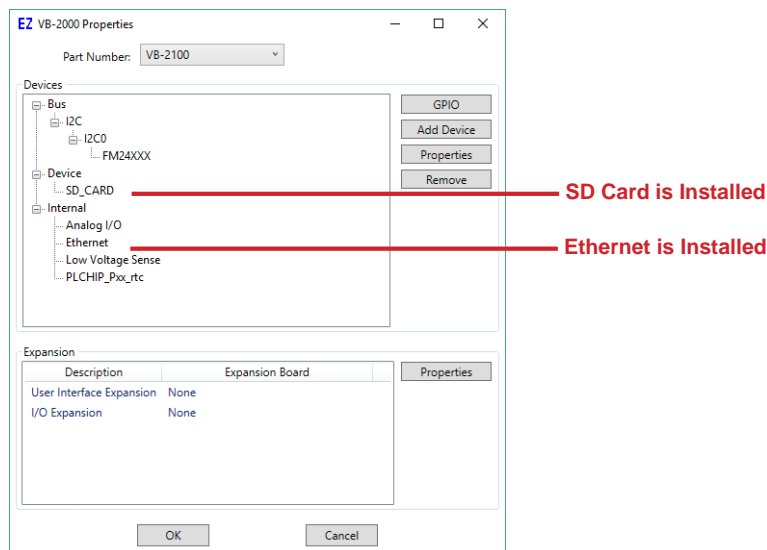 EZ VB-2000 Properties
Part Number: VB-2100
Devices
Bus
GPIO
I2C
Add Device
I2C0
FM24XXX
Properties
Device
Remove
SD_CARD
SD Card is Installed
Internal
Analog I/O
Ethernet
Ethernet is Installed
Low Voltage Sense
PLCHIP_Pxx_rtc
Expansion
Description Expansion Board
Properties
User Interface Expansion None
I/O Expansion None
OK Cancel